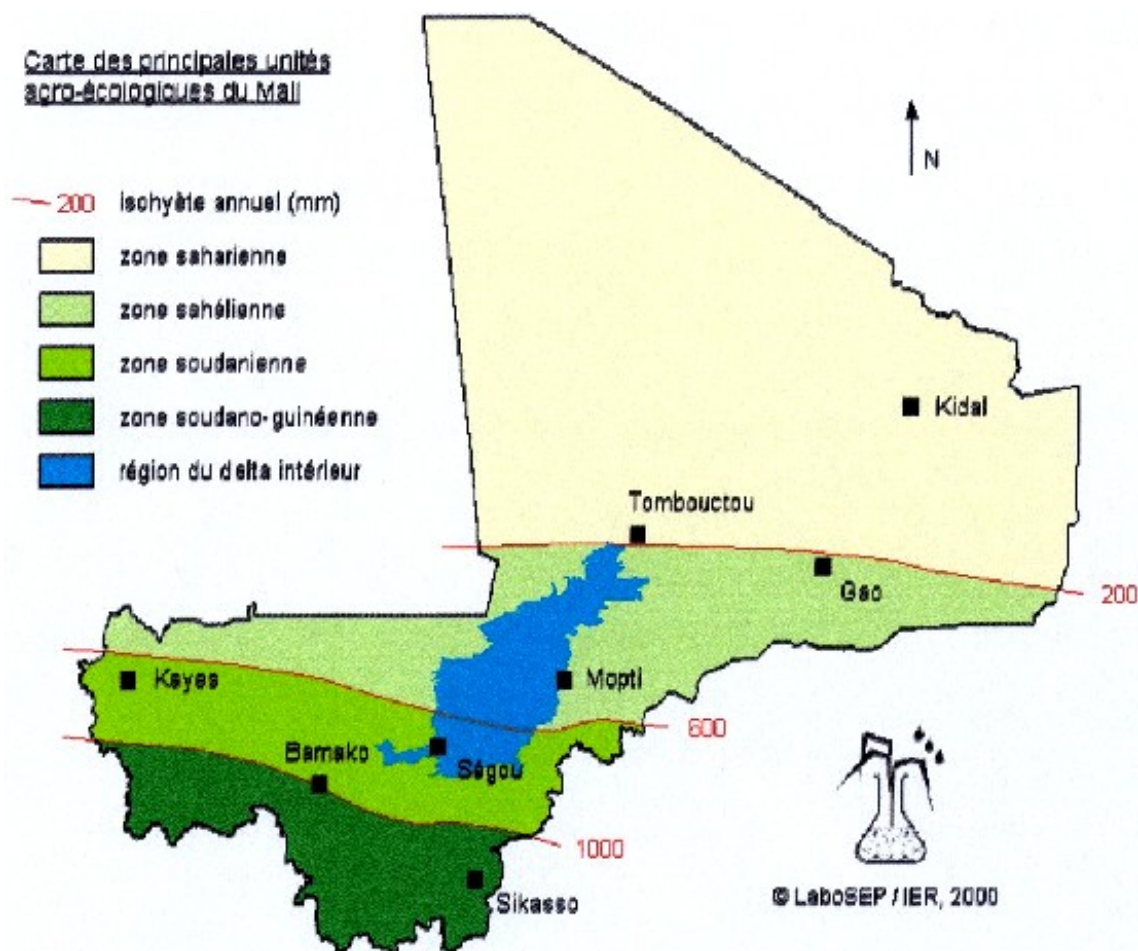 Carte des principales unités
agro-écologiques du Mali
N
200 isohyète annuel (mm)
zone saharienne
zone sahélienne
zone soudanienne
zone soudano-guinéenne
région du delta intérieur
Kidal
Tombouctou
Gao
200
Kayes
Mopti
600
Bamako
Ségou
1000
Sikasso
© LaboSEP / IER, 2000